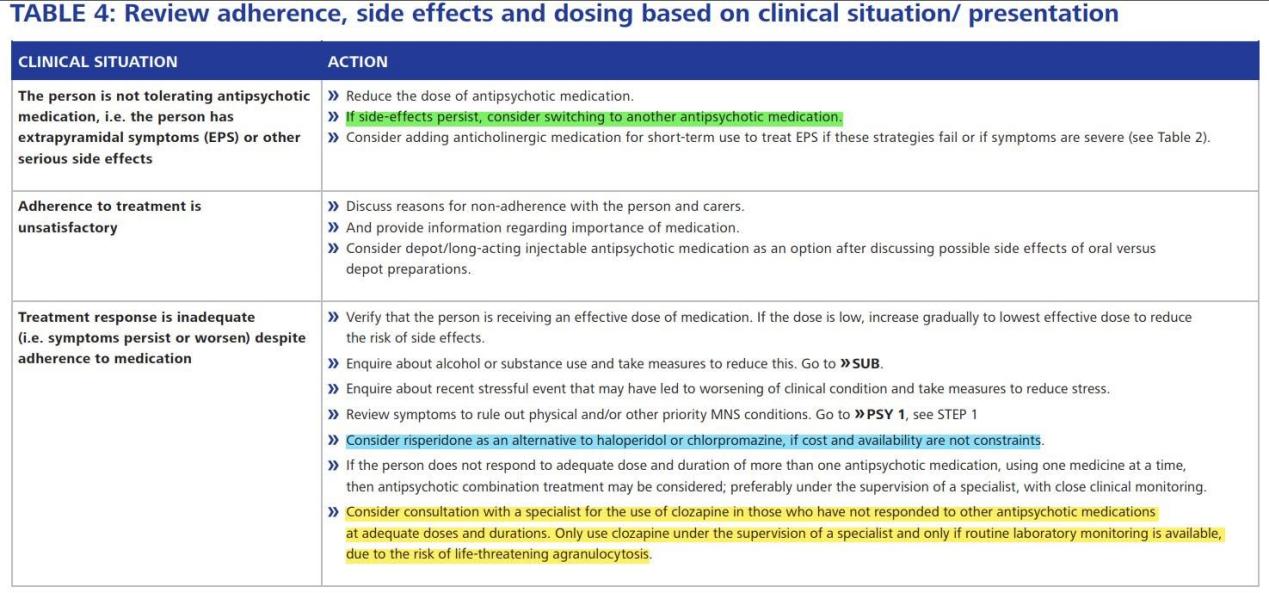 TABLE 4: Review adherence, side effects and dosing based on clinical situation/ presentation
CLINICAL SITUATION
ACTION
The person is not tolerating antipsychotic
medication, i.e. the person has
extrapyramidal symptoms (EPS) or other
serious side effects
» Reduce the dose of antipsychotic medication.
» If side-effects persist, consider switching to another antipsychotic medication.
» Consider adding anticholinergic medication for short-term use to treat EPS if these strategies fail or if symptoms are severe (see Table 2).
Adherence to treatment is
unsatisfactory
» Discuss reasons for non-adherence with the person and carers.
» And provide information regarding importance of medication.
» Consider depot/long-acting injectable antipsychotic medication as an option after discussing possible side effects of oral versus
depot preparations.
Treatment response is inadequate
(i.e. symptoms persist or worsen) despite
adherence to medication
» Verify that the person is receiving an effective dose of medication. If the dose is low, increase gradually to lowest effective dose to reduce
the risk of side effects.
» Enquire about alcohol or substance use and take measures to reduce this. Go to »SUB.
» Enquire about recent stressful event that may have led to worsening of clinical condition and take measures to reduce stress.
» Review symptoms to rule out physical and/or other priority MNS conditions. Go to »PSY 1, see STEP 1
» Consider risperidone as an alternative to haloperidol or chlorpromazine, if cost and availability are not constraints.
» If the person does not respond to adequate dose and duration of more than one antipsychotic medication, using one medicine at a time,
then antipsychotic combination treatment may be considered; preferably under the supervision of a specialist, with close clinical monitoring.
» Consider consultation with a specialist for the use of clozapine in those who have not responded to other antipsychotic medications
at adequate doses and durations. Only use clozapine under the supervision of a specialist and only if routine laboratory monitoring is available,
due to the risk of life-threatening agranulocytosis.